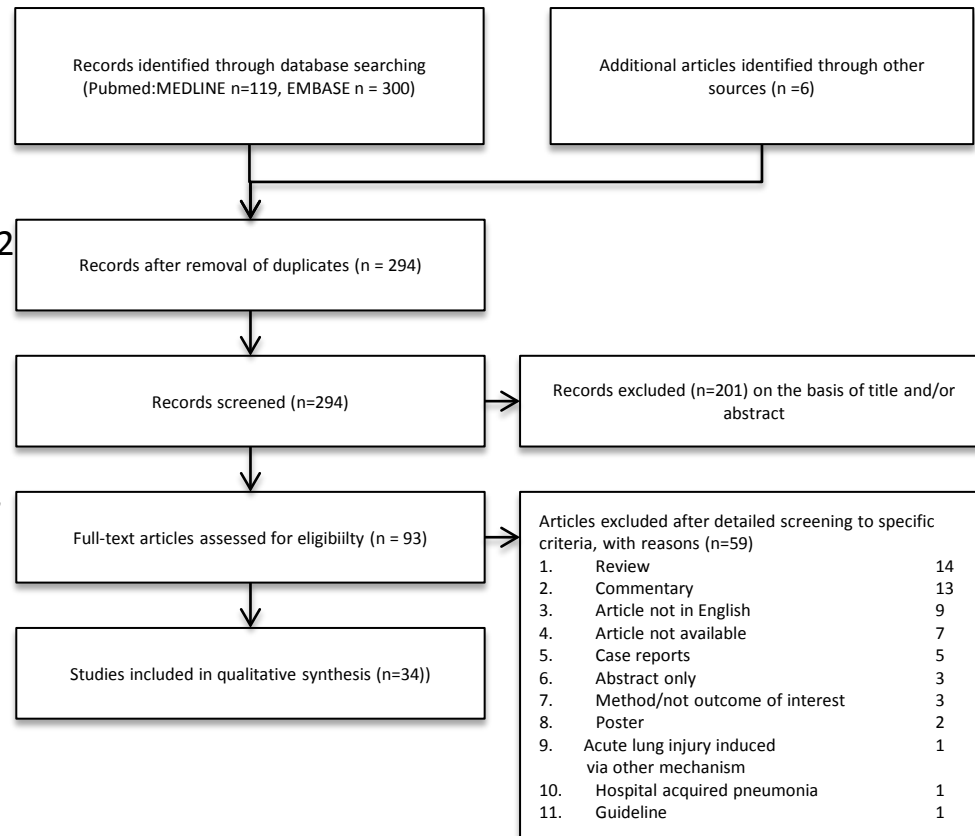 Records identified through database searching
(Pubmed:MEDLINE n=119, EMBASE n = 300)
Additional articles identified through other
sources (n =6)
2
Records after removal of duplicates (n = 294)
Records screened (n=294)
Records excluded (n=201) on the basis of title and/or
abstract
Full-text articles assessed for eligibiilty (n = 93)
Articles excluded after detailed screening to specific
criteria, with reasons (n=59)
1. Review 14
2. Commentary 13
3. Article not in English 9
4. Article not available 7
5. Case reports 5
6. Abstract only 3
7. Method/not outcome of interest 3
8. Poster 2
9. Acute lung injury induced 1
via other mechanism
10. Hospital acquired pneumonia 1
11. Guideline 1
Studies included in qualitative synthesis (n=34))